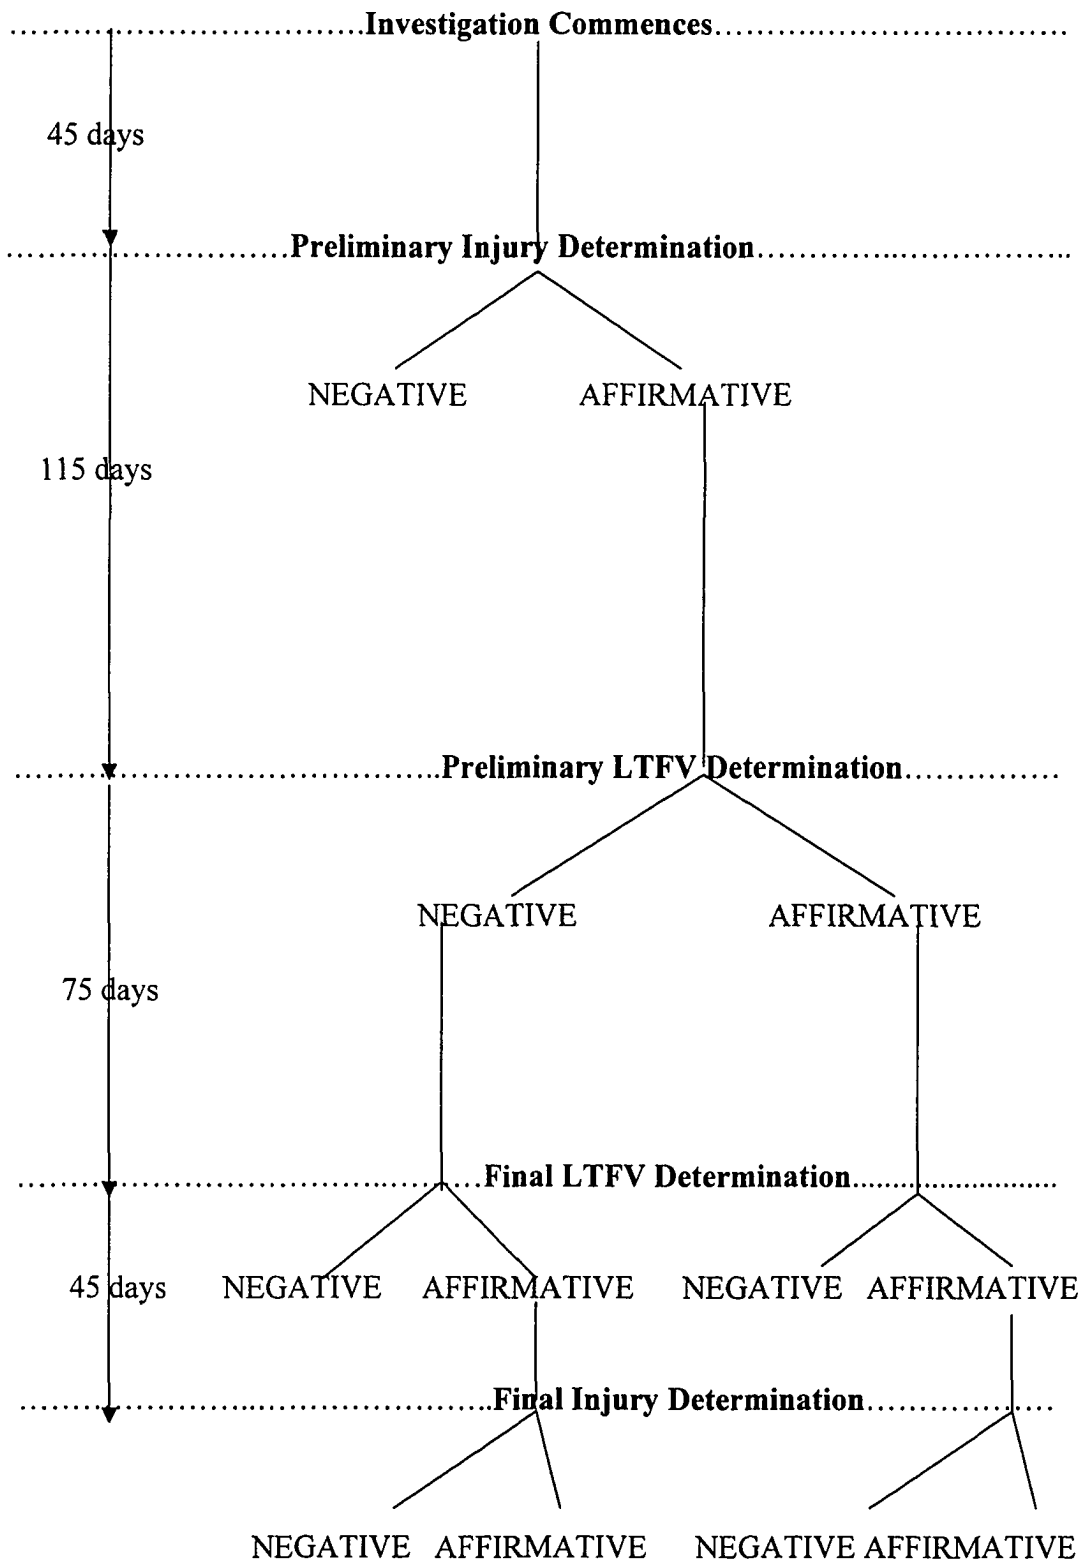 Investigation Commences
45 days
Preliminary Injury Determination
NEGATIVE AFFIRMATIVE
115 days
Preliminary LTFV Determination
NEGATIVE AFFIRMATIVE
75 days
Final LTFV Determination
45 days NEGATIVE AFFIRMATIVE NEGATIVE AFFIRMATIVE
Final Injury Determination
NEGATIVE AFFIRMATIVE NEGATIVE AFFIRMATIVE